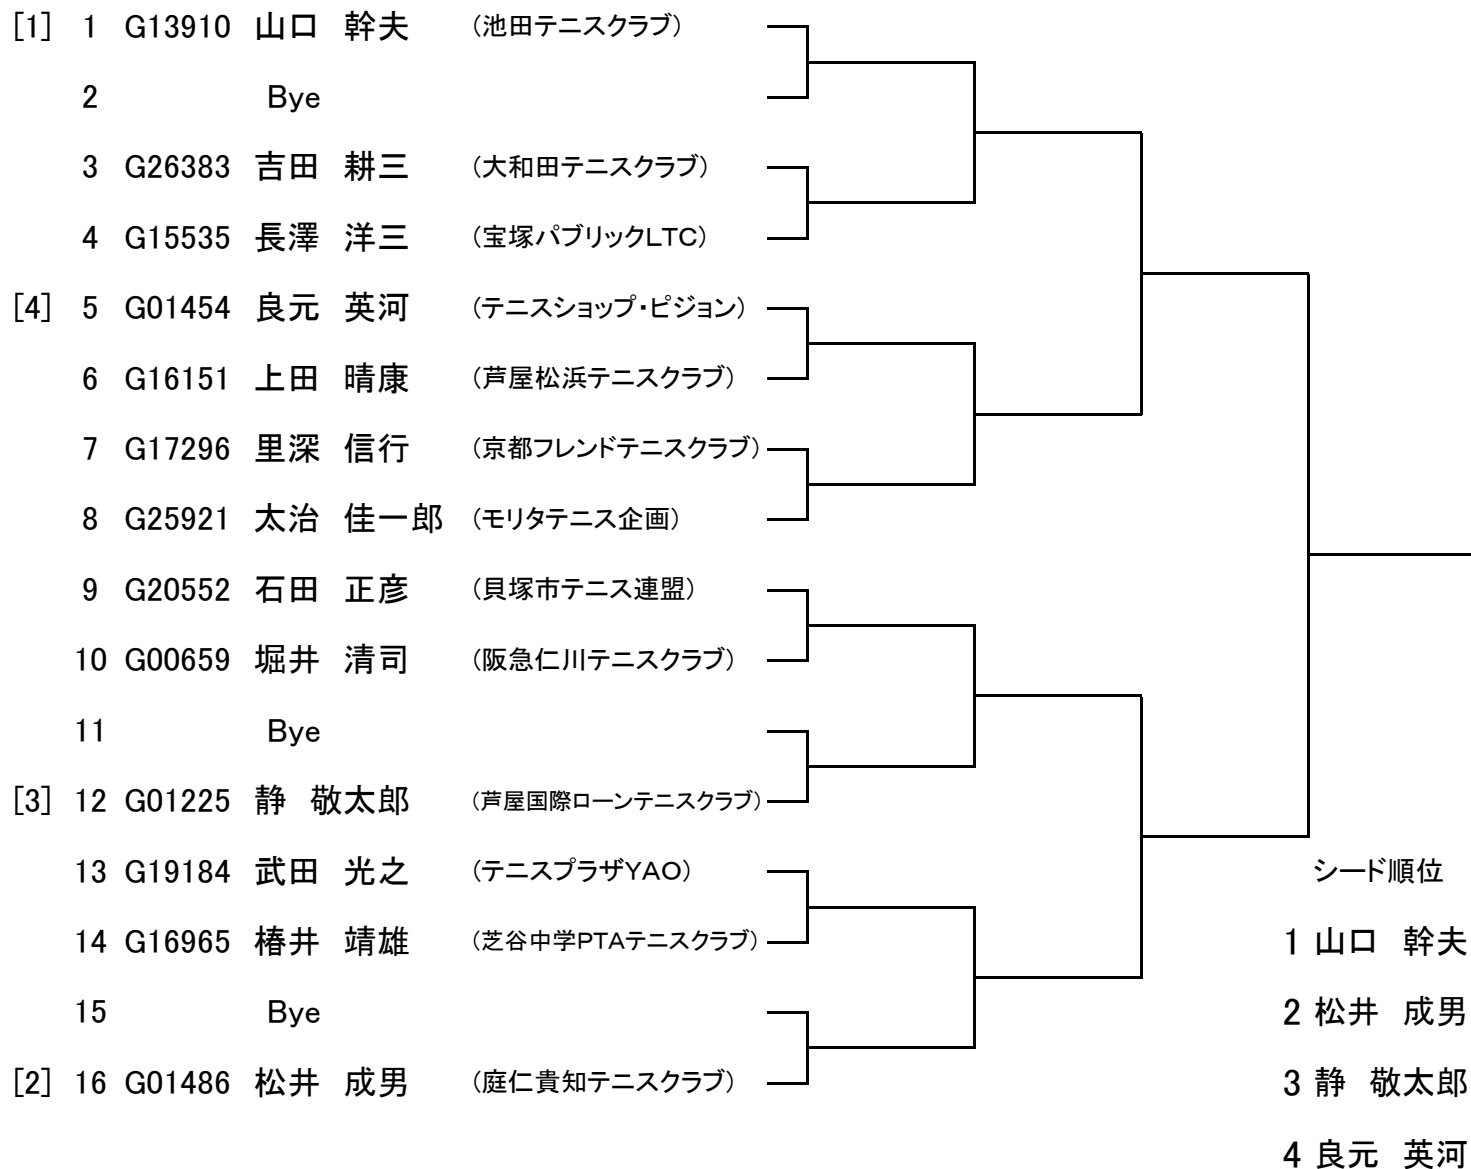 [1] 1 G13910 山口 幹夫 (池田テニスクラブ)
2 Bye
3 G26383 吉田 耕三 (大和田テニスクラブ)
4 G15535 長澤 洋三 (宝塚パブリックLTC)
[4] 5 G01454 良元 英河 (テニスショップ・ピジョン)
6 G16151 上田 晴康 (芦屋松浜テニスクラブ)
7 G17296 里深 信行 (京都フレンドテニスクラブ)
8 G25921 太治 佳一郎 (モリタテニス企画)
9 G20552 石田 正彦 (貝塚市テニス連盟)
10 G00659 堀井 清司 (阪急仁川テニスクラブ)
11 Bye
[3] 12 G01225 静 敬太郎 (芦屋国際ローンテニスクラブ)
13 G19184 武田 光之 (テニスプラザYAO)
シード順位
14 G16965 椿井 靖雄 (芝谷中学PTAテニスクラブ)
1 山口 幹夫
15 Bye
2 松井 成男
[2] 16 G01486 松井 成男 (庭仁貴知テニスクラブ)
3 静 敬太郎
4 良元 英河